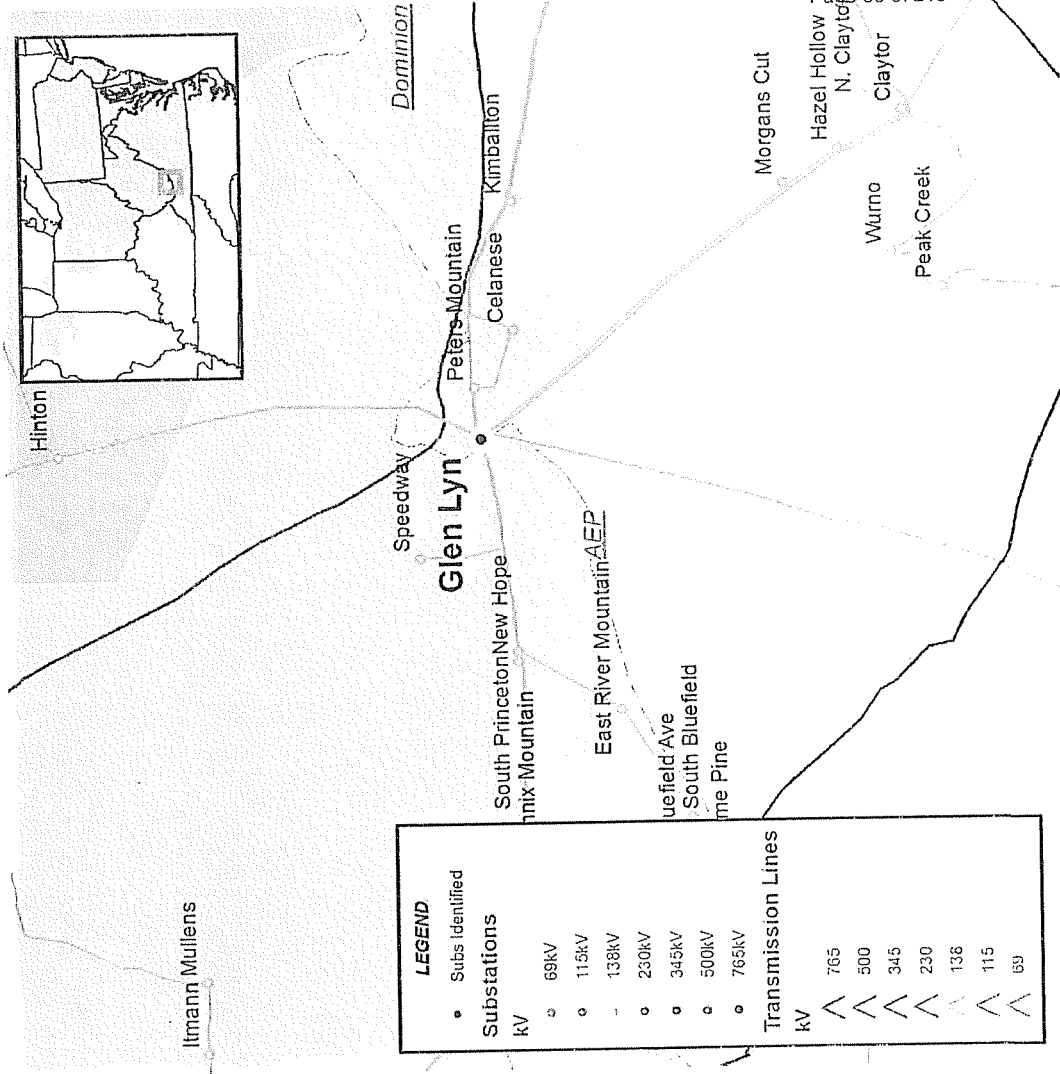 Hinton
Itmann Mullens
Speedway
Glen Lyn
Peters Mountain
Celanese
Kimballton
Dominion
South Princeton New Hope
nnix Mountain
East River Mountain
AEP
uefield Ave
South Bluefield
me Pine
Morgans Cut
Hazel Hollow
N. Claytor
Claytor
Wurno
Peak Creek
LEGEND
Subs Identified
Substations
kV
69kV
115kV
138kV
230kV
345kV
500kV
765kV
Transmission Lines
kV
765
500
345
230
138
115
69